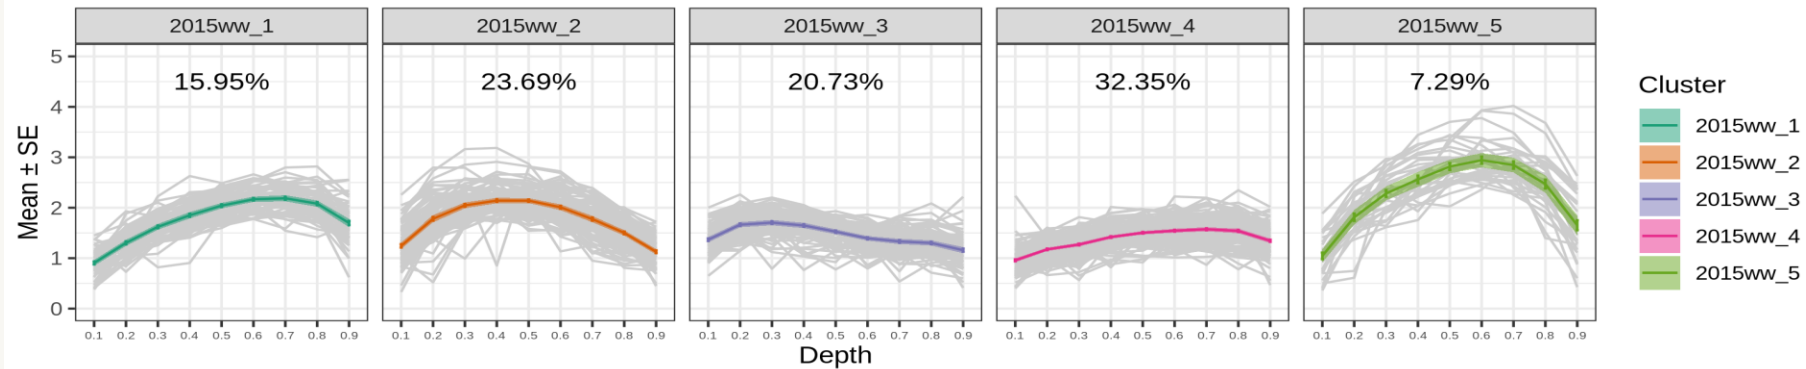 2015ww_1 2015ww_2 2015ww_3 2015ww_4 2015ww_5
15.95% 23.69% 20.73% 32.35% 7.29%
Mean ± SE
5
4
3
2
1
0
0.1 0.2 0.3 0.4 0.5 0.6 0.7 0.8 0.9 0.1 0.2 0.3 0.4 0.5 0.6 0.7 0.8 0.9 0.1 0.2 0.3 0.4 0.5 0.6 0.7 0.8 0.9 0.1 0.2 0.3 0.4 0.5 0.6 0.7 0.8 0.9 0.1 0.2 0.3 0.4 0.5 0.6 0.7 0.8 0.9
Depth
Cluster
2015ww_1
2015ww_2
2015ww_3
2015ww_4
2015ww_5